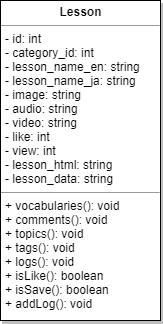 Lesson
- id: int
- category_id: int
- lesson_name_en: string
- lesson_name_ja: string
- image: string
- audio: string
- video: string
- like: int
- view: int
- lesson_html: string
- lesson_data: string
+ vocabularies(): void
+ comments(): void
+ topics(): void
+ tags(): void
+ logs(): void
+ isLike(): boolean
+ isSave(): boolean
+ addLog(): void